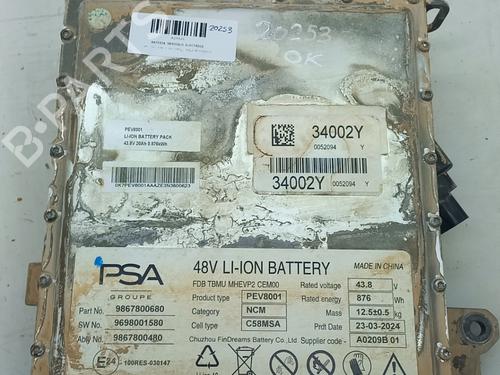 20253
20253
OK
PEV8001
LI-ION BATTERY PACK
43.8V 20Ah 0.876kWh
0K7PEV8001AAAZE3N3600623
34002Y
0052094 Y
34002Y 0052094 Y
B-PARTS
PSA
GROUPE
48V LI-ION BATTERY
MADE IN CHINA
FDB TBMU MHEVP2 CEM00
Rated voltage 43.8 V
Product type PEV8001
Rated energy 876 Wh
Part No 9867800680
Category NCM
Mass 12.5±0.5 kg
SW No 9698001580
Cell type C58MSA
Prdt Date 23-03-2024
Ably No 9867800480
Chuzhou FinDreams Battery Co.,Ltd
Supplier code - A0209B 01
E24 -100RES-030147